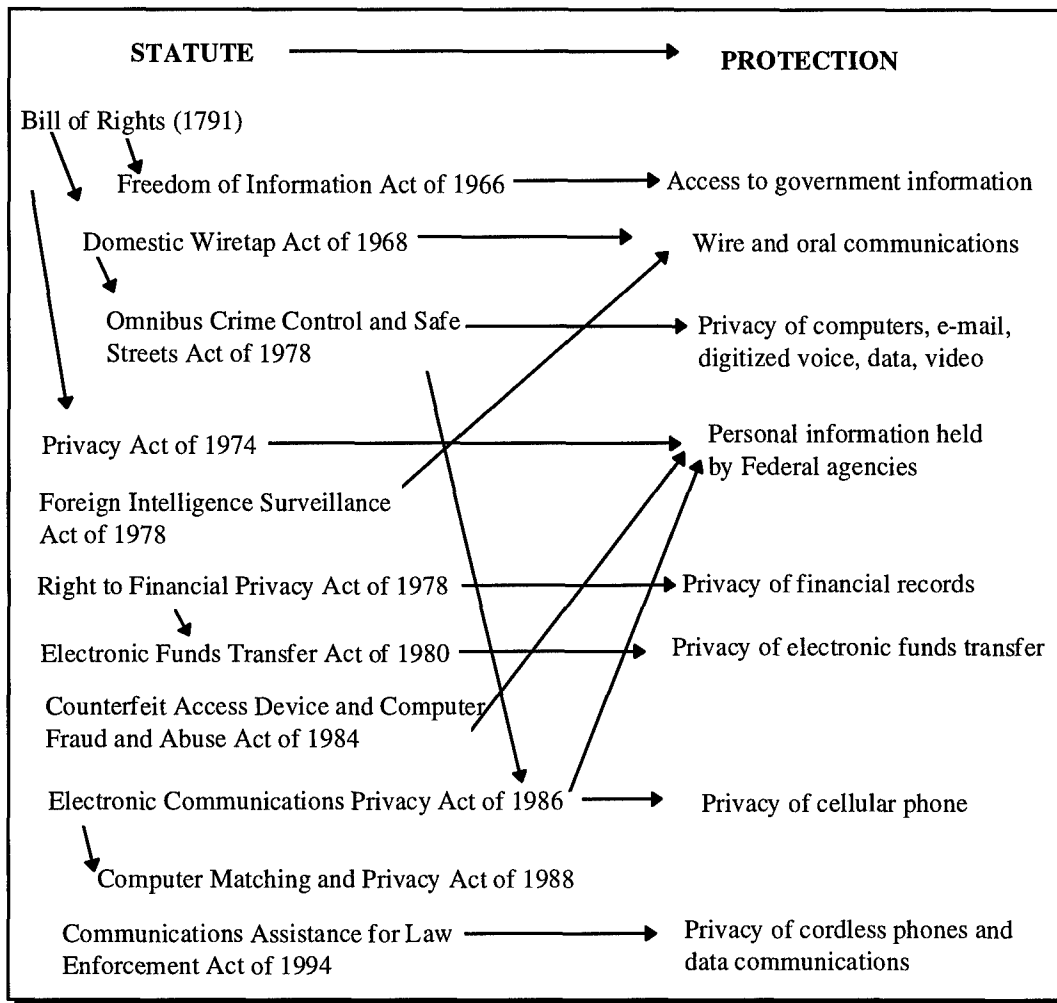 STATUTE
PROTECTION
Bill of Rights (1791)
Freedom of Information Act of 1966
Access to government information
Domestic Wiretap Act of 1968
Wire and oral communications
Omnibus Crime Control and Safe
Streets Act of 1978
Privacy of computers, e-mail,
digitized voice, data, video
Privacy Act of 1974
Personal information held
by Federal agencies
Foreign Intelligence Surveillance
Act of 1978
Right to Financial Privacy Act of 1978
Privacy of financial records
Electronic Funds Transfer Act of 1980
Privacy of electronic funds transfer
Counterfeit Access Device and Computer
Fraud and Abuse Act of 1984
Electronic Communications Privacy Act of 1986
Privacy of cellular phone
Computer Matching and Privacy Act of 1988
Communications Assistance for Law
Enforcement Act of 1994
Privacy of cordless phones and
data communications